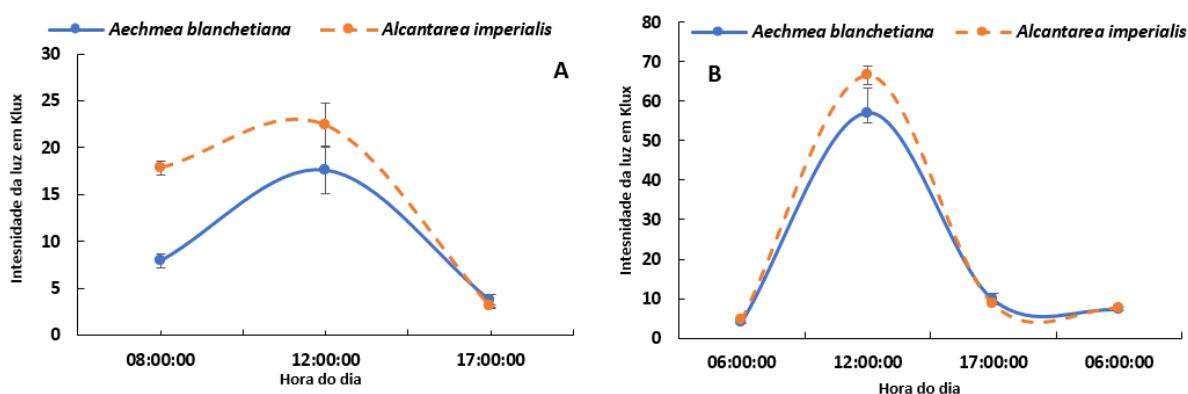 Aechmea blanchetiana Alcantarea imperialis
A
Intesnidade da luz em Klux
30
25
20
15
10
5
0
08:00:00 12:00:00 17:00:00
Hora do dia
Aechmea blanchetiana Alcantarea imperialis
B
Intesnidade da luz em Klux
80
70
60
50
40
30
20
10
0
06:00:00 12:00:00 17:00:00 06:00:00
Hora do dia